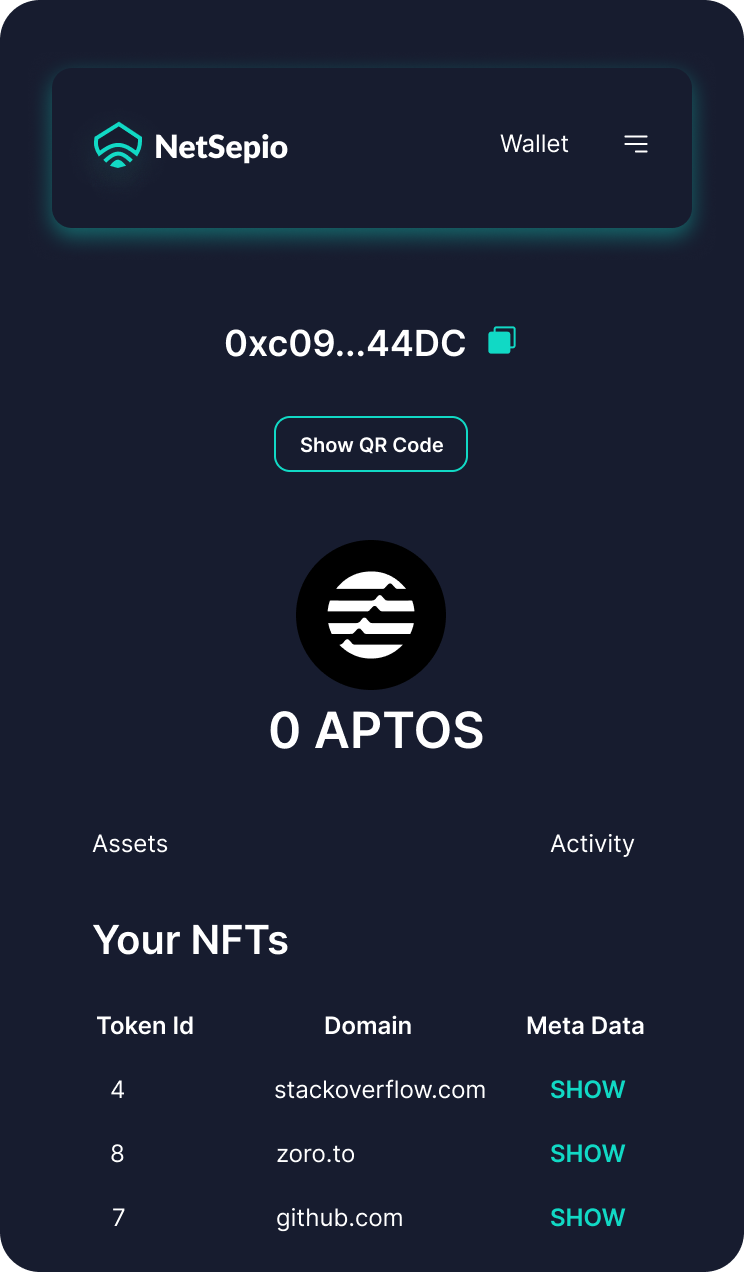 NetSepio
Wallet
0xc09...44DC
Show QR Code
0 APTOS
Assets Activity
Your NFTs
Token Id Domain Meta Data
4 stackoverflow.com SHOW
8 zoro.to SHOW
7 github.com SHOW